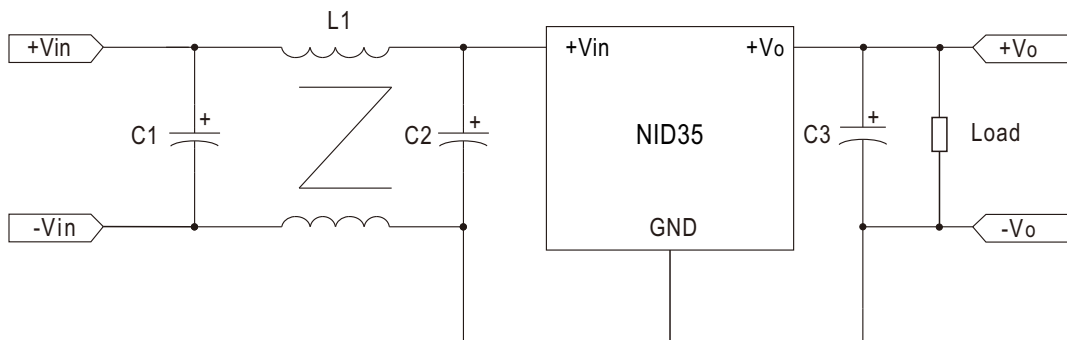 L1
+Vin
+Vin
+Vo
+Vo
C1
+
C2
+
NID35
C3
+
Load
-Vin
GND
-Vo